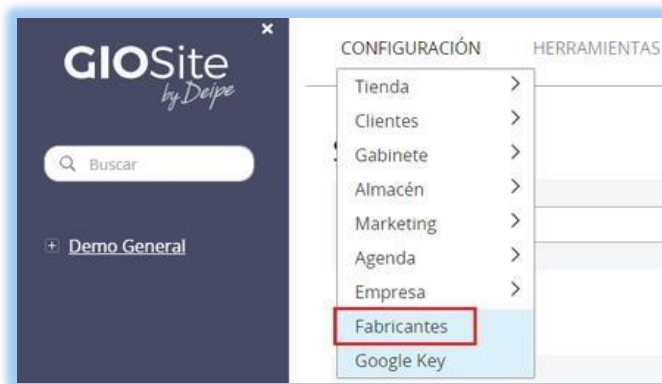 ×
GIOSite
by Deipe
Buscar
Demo General
CONFIGURACIÓN HERRAMIENTAS
Tienda
Clientes
Gabinete
Almacén
Marketing
Agenda
Empresa
Fabricantes
Google Key